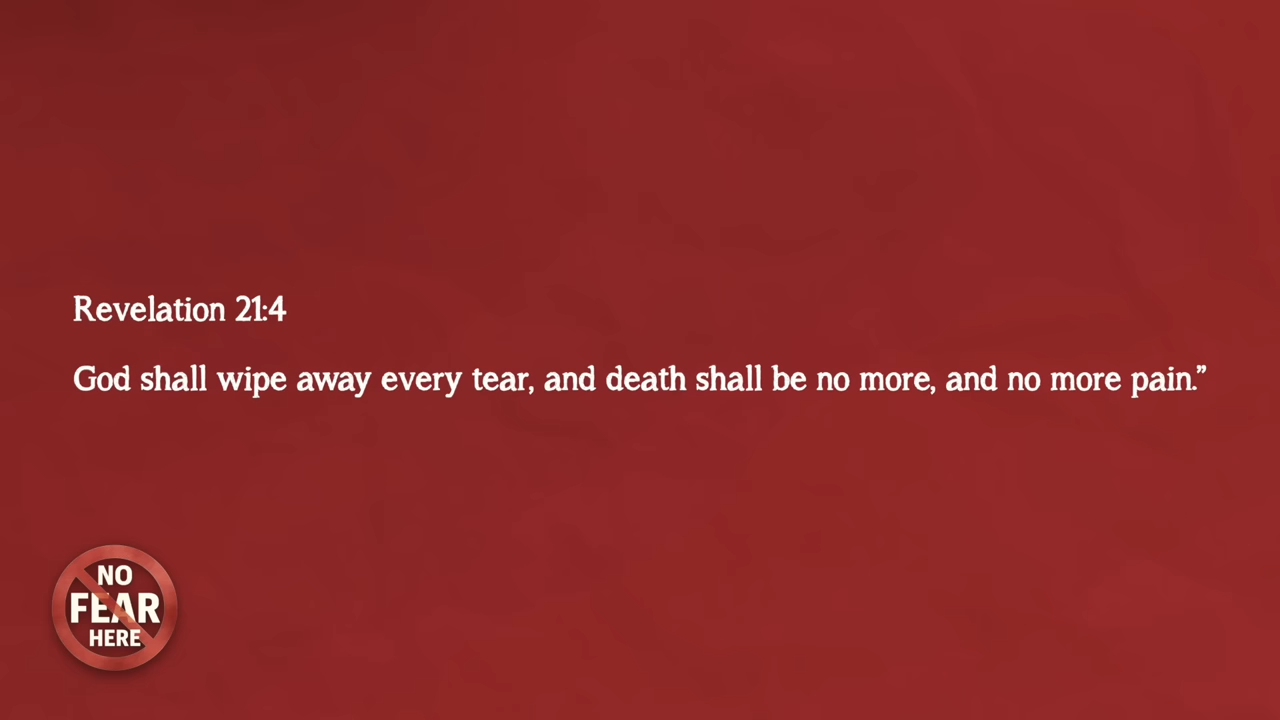 Revelation 21:4
God shall wipe away every tear, and death shall be no more, and no more pain.”
NO
FEAR
HERE